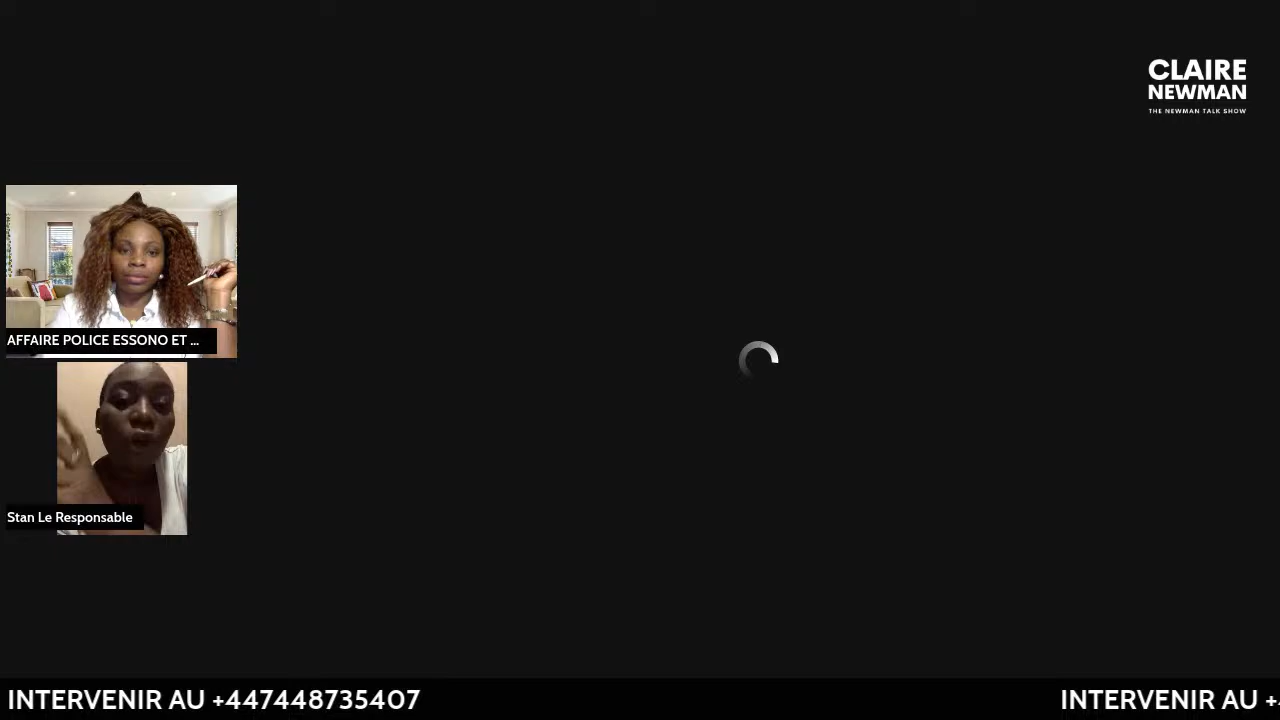 CLAIRE
NEWMAN
THE NEWMAN TALK SHOW
AFFAIRE POLICE ESSONO ET ...
Stan Le Responsable
INTERVENIR AU +447448735407
INTERVENIR AU +